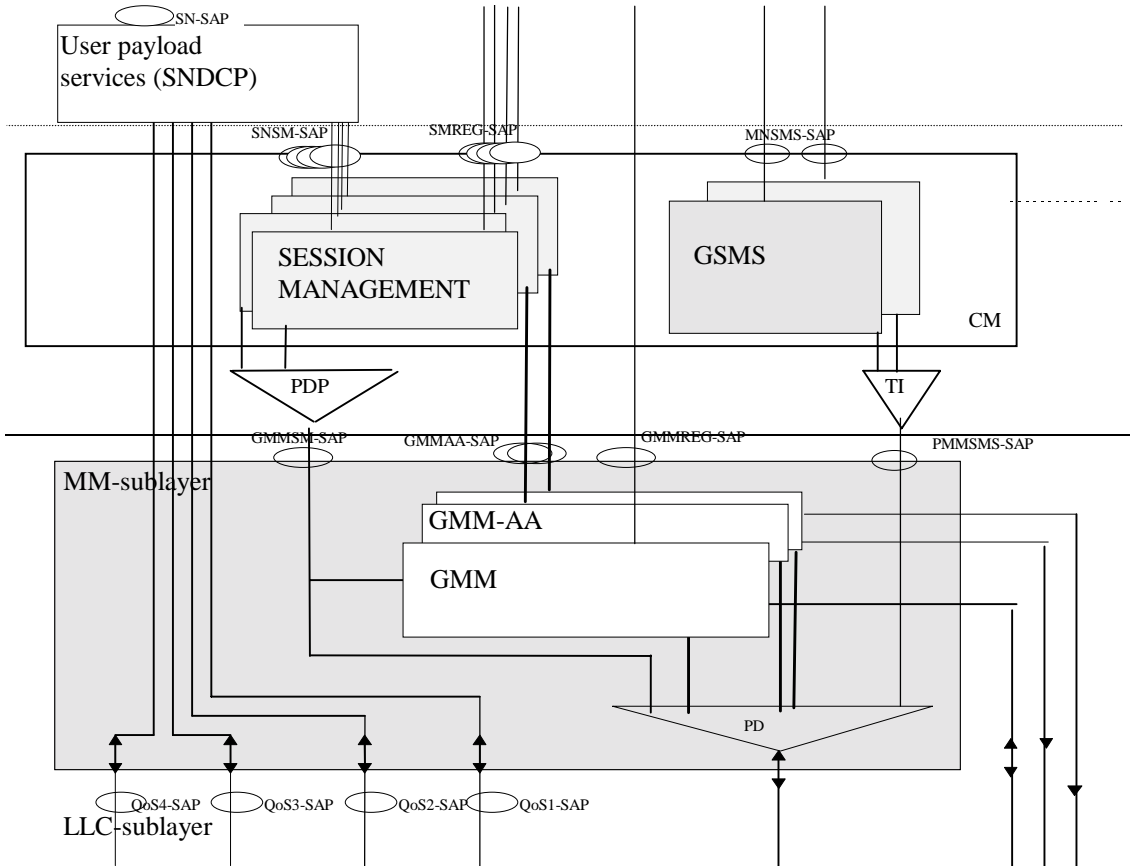 SN-SAP
User payload
services (SNDCP)
SNSM-SAP
SMREG-SAP
MNSMS-SAP
SESSION
MANAGEMENT
GSMS
CM
PDP
TI
GMMSM-SAP
GMMAA-SAP
GMMREG-SAP
PMMSMS-SAP
MM-sublayer
GMM-AA
GMM
PD
QoS4-SAP
QoS3-SAP
QoS2-SAP
QoS1-SAP
LLC-sublayer